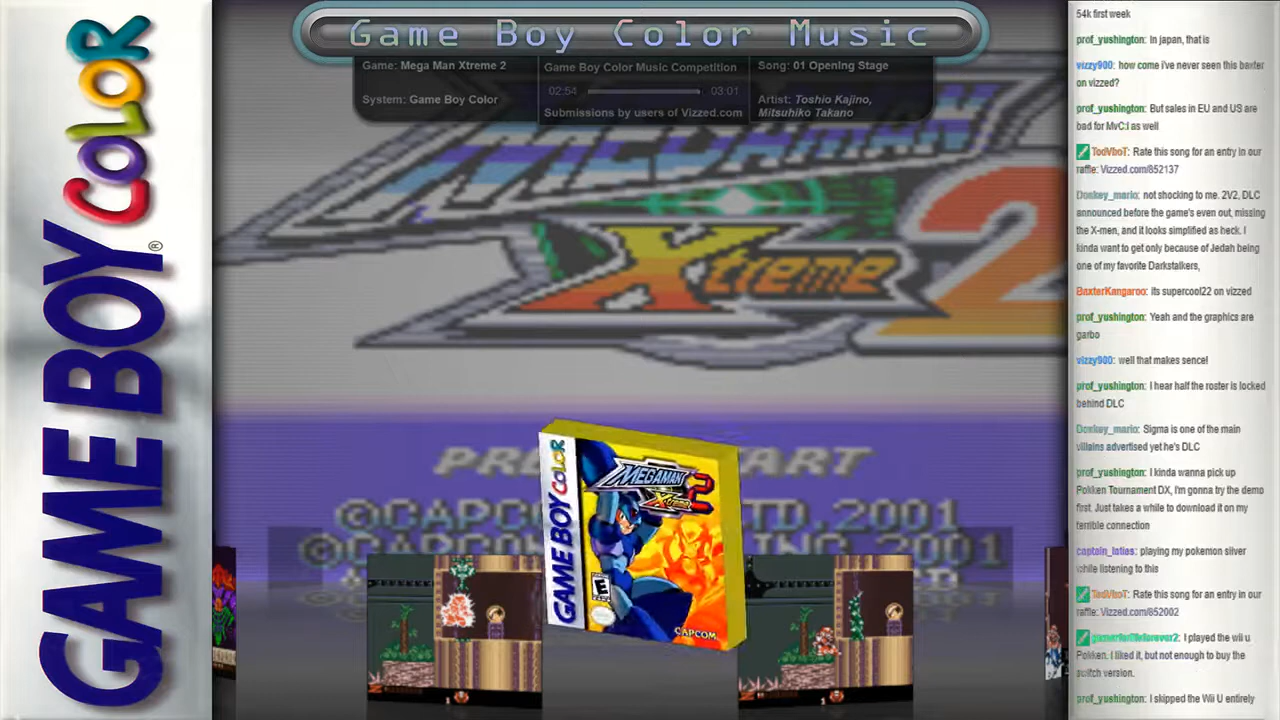 GAME BOY COLOR
®
Game Boy Color Music
Game: Mega Man Xtreme 2
System: Game Boy Color
Game Boy Color Music Competition
02:54 03:01
Submissions by users of Vizzed.com
Song: 01 Opening Stage
Artist: Toshio Kajino,
Mitsuhiko Takano
MEGAMAN
Xtreme 2
2001
2001
GAME BOY COLOR
MEGAMAN
Xtreme 2
E
CAPCOM
54k first week
prof_yushington: In japan, that is
vizzy900: how come i've never seen this baxter
on vizzed?
prof_yushington: But sales in EU and US are
bad for MvC:I as well
TodVboT: Rate this song for an entry in our
raffle: Vizzed.com/852137
Donkey_mario: not shocking to me. 2V2, DLC
announced before the game's even out, missing
the X-men, and it looks simplified as heck. I
kinda want to get only because of Jedah being
one of my favorite Darkstalkers,
BaxterKangaroo: its supercool22 on vizzed
prof_yushington: Yeah and the graphics are
garbo
vizzy900: well that makes sence!
prof_yushington: I hear half the roster is locked
behind DLC
Donkey_mario: Sigma is one of the main
villains advertised yet he's DLC
prof_yushington: I kinda wanna pick up
Pokken Tournament DX, I'm gonna try the demo
first. Just takes a while to download it on my
terrible connection
captain_latias: playing my pokemon silver
while listening to this
TodVboT: Rate this song for an entry in our
raffle: Vizzed.com/852002
gamerforlifeforever2: I played the wii u
Pokken. I liked it, but not enough to buy the
switch version.
prof_yushington: I skipped the Wii U entirely